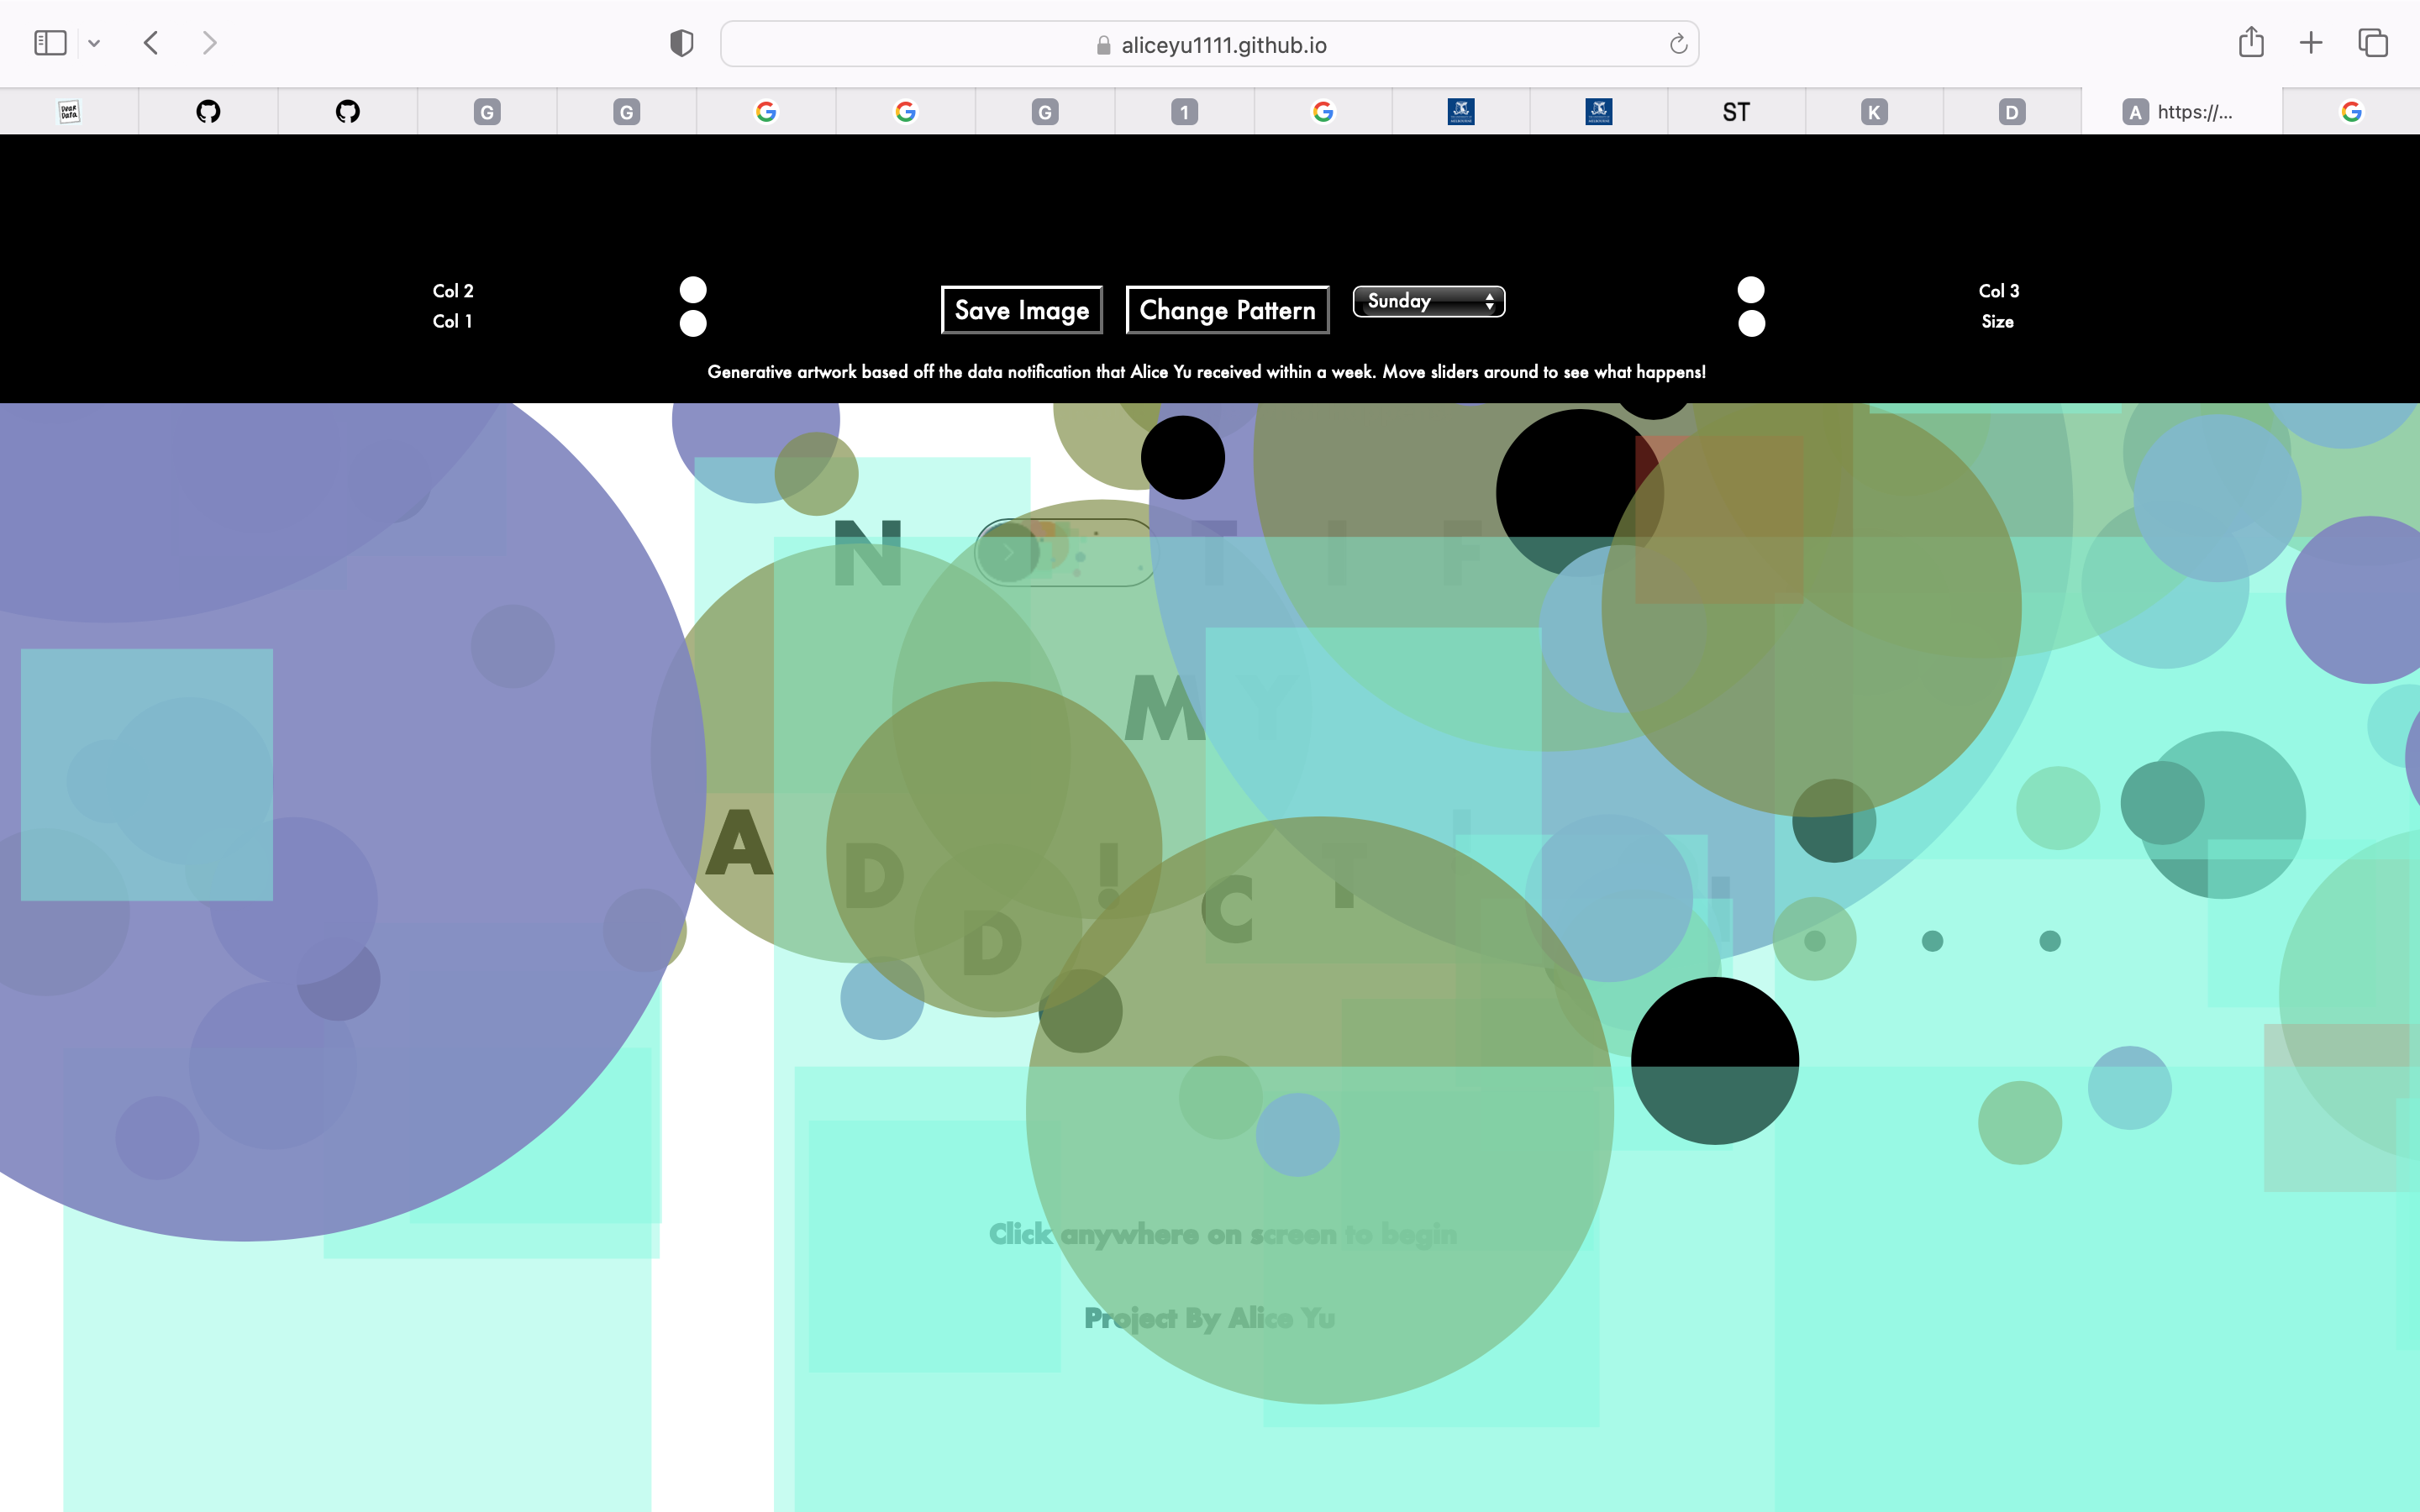 aliceyu1111.github.io
G G G 1 ST K D A https://...
Col 2
Col 1
Save Image
Change Pattern
Sunday
Col 3
Size
Generative artwork based off the data notification that Alice Yu received within a week. Move sliders around to see what happens!
N T I F
M Y
A D D ! C T
. . .
Click anywhere on screen to begin
Project By Alice Yu